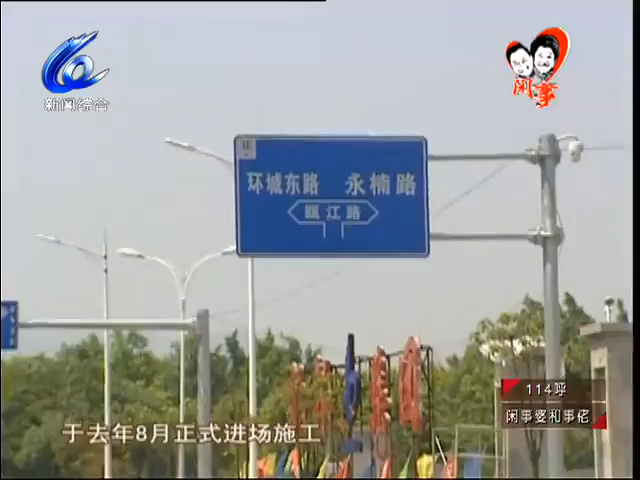 新闻综合
闲事
北
环城东路 永楠路
瓯江路
114呼
闲事婆和事佬
于去年8月正式进场施工